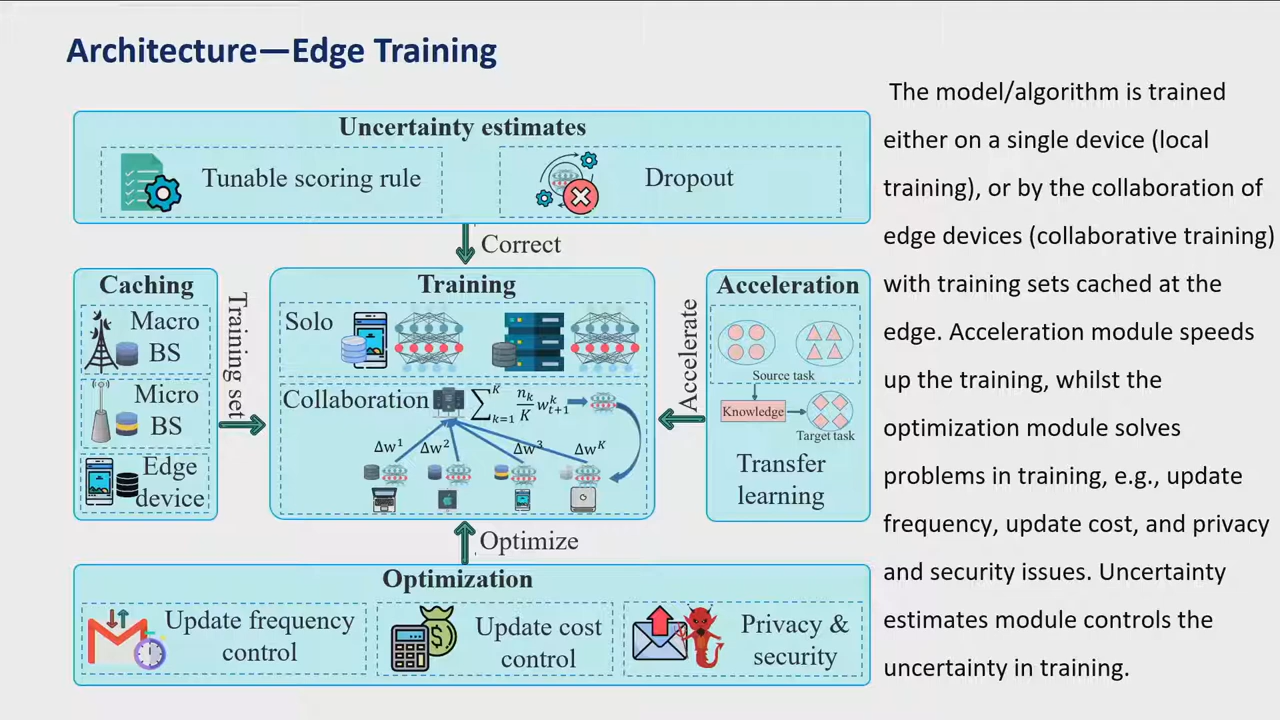 Architecture—Edge Training
Uncertainty estimates
Tunable scoring rule
Dropout
Correct
Caching
Macro
BS
Micro
BS
Edge
device
Training set
Training
Solo
Collaboration
∑_{k=1}^{K} n_k/K w_{t+1}^k
Δw¹ Δw² Δw³ Δw^K
Accelerate
Acceleration
Source task
Knowledge
Target task
Transfer
learning
Optimize
Optimization
Update frequency
control
Update cost
control
Privacy &
security
The model/algorithm is trained
either on a single device (local
training), or by the collaboration of
edge devices (collaborative training)
with training sets cached at the
edge. Acceleration module speeds
up the training, whilst the
optimization module solves
problems in training, e.g., update
frequency, update cost, and privacy
and security issues. Uncertainty
estimates module controls the
uncertainty in training.